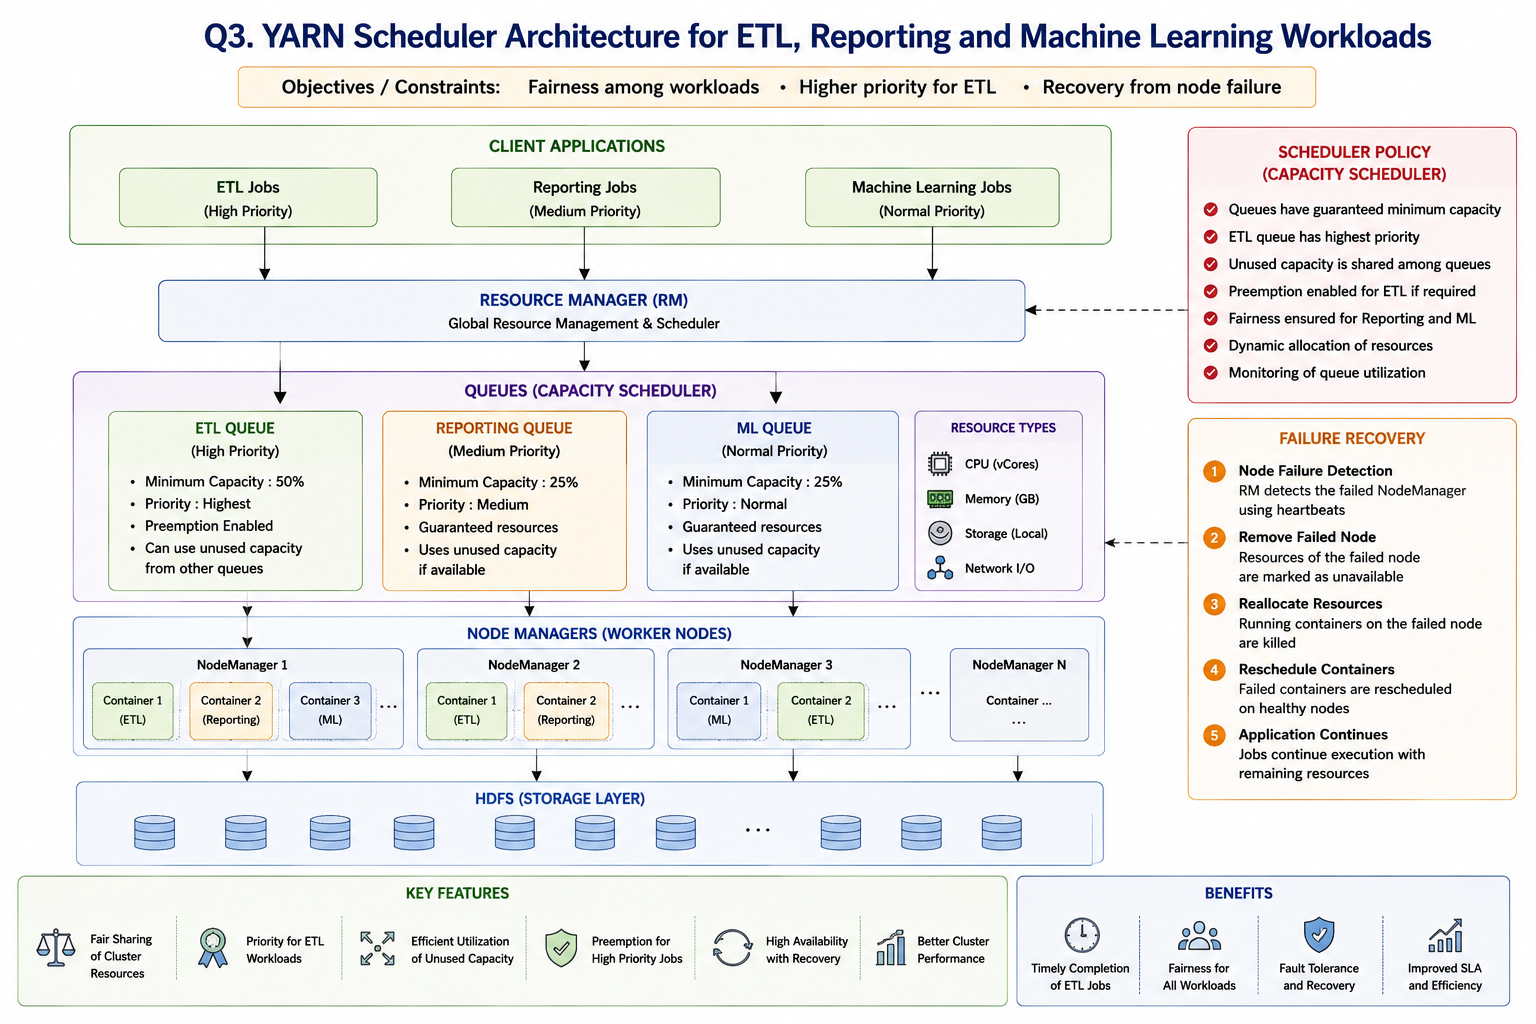 Q3. YARN Scheduler Architecture for ETL, Reporting and Machine Learning Workloads
Objectives / Constraints: Fairness among workloads • Higher priority for ETL • Recovery from node failure
CLIENT APPLICATIONS
ETL Jobs
(High Priority)
Reporting Jobs
(Medium Priority)
Machine Learning Jobs
(Normal Priority)
RESOURCE MANAGER (RM)
Global Resource Management & Scheduler
QUEUES (CAPACITY SCHEDULER)
ETL QUEUE
(High Priority)
• Minimum Capacity : 50%
• Priority : Highest
• Preemption Enabled
• Can use unused capacity
from other queues
REPORTING QUEUE
(Medium Priority)
• Minimum Capacity : 25%
• Priority : Medium
• Guaranteed resources
• Uses unused capacity
if available
ML QUEUE
(Normal Priority)
• Minimum Capacity : 25%
• Priority : Normal
• Guaranteed resources
• Uses unused capacity
if available
RESOURCE TYPES
CPU (vCores)
Memory (GB)
Storage (Local)
Network I/O
NODE MANAGERS (WORKER NODES)
NodeManager 1
Container 1
(ETL)
Container 2
(Reporting)
Container 3
(ML)
...
NodeManager 2
Container 1
(ETL)
Container 2
(Reporting)
...
NodeManager 3
Container 1
(ML)
Container 2
(ETL)
...
...
NodeManager N
Container ...
...
HDFS (STORAGE LAYER)
...
SCHEDULER POLICY
(CAPACITY SCHEDULER)
Queues have guaranteed minimum capacity
ETL queue has highest priority
Unused capacity is shared among queues
Preemption enabled for ETL if required
Fairness ensured for Reporting and ML
Dynamic allocation of resources
Monitoring of queue utilization
FAILURE RECOVERY
1 Node Failure Detection
RM detects the failed NodeManager
using heartbeats
2 Remove Failed Node
Resources of the failed node
are marked as unavailable
3 Reallocate Resources
Running containers on the failed node
are killed
4 Reschedule Containers
Failed containers are rescheduled
on healthy nodes
5 Application Continues
Jobs continue execution with
remaining resources
KEY FEATURES
Fair Sharing
of Cluster
Resources
Priority for ETL
Workloads
Efficient Utilization
of Unused Capacity
Preemption for
High Priority Jobs
High Availability
with Recovery
Better Cluster
Performance
BENEFITS
Timely Completion
of ETL Jobs
Fairness for
All Workloads
Fault Tolerance
and Recovery
Improved SLA
and Efficiency